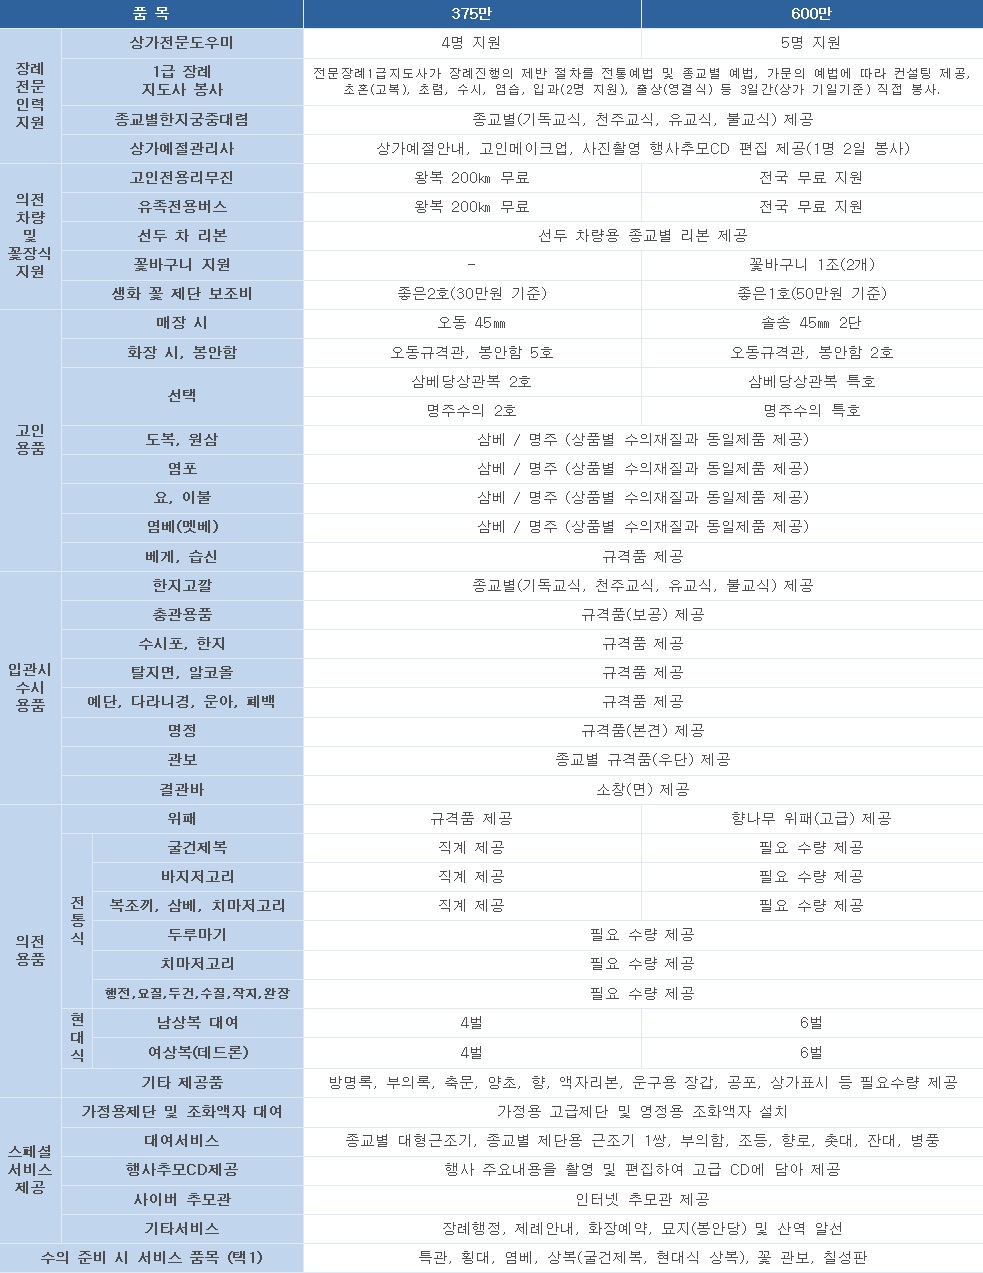 품 목 375만 600만
장례
전문
인력
지원
상가전문도우미 4명 지원 5명 지원
1급 장례
지도사 봉사
전문장례1급지도사가 장례진행의 제반 절차를 전통예법 및 종교별 예법, 가문의 예법에 따라 컨설팅 제공,
초혼(고복), 초렴, 수시, 염습, 입과(2명 지원), 출상(영결식) 등 3일간(상가 기일기준) 직접 봉사.
종교별한지궁중대렴 종교별(기독교식, 천주교식, 유교식, 불교식) 제공
상가예절관리사 상가예절안내, 고인메이크업, 사진촬영 행사추모CD 편집 제공(1명 2일 봉사)
의전
차량
및
꽃장식
지원
고인전용리무진 왕복 200㎞ 무료 전국 무료 지원
유족전용버스 왕복 200㎞ 무료 전국 무료 지원
선두 차 리본 선두 차량용 종교별 리본 제공
꽃바구니 지원 - 꽃바구니 1조(2개)
생화 꽃 제단 보조비 좋은2호(30만원 기준) 좋은1호(50만원 기준)
고인
용품
매장 시 오동 45㎜ 솔송 45㎜ 2단
화장 시, 봉안함 오동규격관, 봉안함 5호 오동규격관, 봉안함 2호
선택
삼베당상관복 2호 삼베당상관복 특호
명주수의 2호 명주수의 특호
도복, 원삼 삼베 / 명주 (상품별 수의재질과 동일제품 제공)
염포 삼베 / 명주 (상품별 수의재질과 동일제품 제공)
요, 이불 삼베 / 명주 (상품별 수의재질과 동일제품 제공)
염베(멧베) 삼베 / 명주 (상품별 수의재질과 동일제품 제공)
베게, 습신 규격품 제공
입관시
수시
용품
한지고깔 종교별(기독교식, 천주교식, 유교식, 불교식) 제공
충관용품 규격품(보공) 제공
수시포, 한지 규격품 제공
탈지면, 알코올 규격품 제공
예단, 다라니경, 운아, 폐백 규격품 제공
명정 규격품(본견) 제공
관보 종교별 규격품(우단) 제공
결관바 소창(면) 제공
의전
용품
위패 규격품 제공 향나무 위패(고급) 제공
전
통
식
굴건제복 직계 제공 필요 수량 제공
바지저고리 직계 제공 필요 수량 제공
복조끼, 삼베, 치마저고리 직계 제공 필요 수량 제공
두루마기 필요 수량 제공
치마저고리 필요 수량 제공
행전,요질,두건,수질,작지,완장 필요 수량 제공
현
대
식
남상복 대여 4벌 6벌
여상복(테드론) 4벌 6벌
기타 제공품 방명록, 부의록, 축문, 양초, 향, 액자리본, 운구용 장갑, 공포, 상가표시 등 필요수량 제공
스페셜
서비스
제공
가정용제단 및 조화액자 대여 가정용 고급제단 및 영정용 조화액자 설치
대여서비스 종교별 대형근조기, 종교별 제단용 근조기 1쌍, 부의함, 조등, 향로, 촛대, 잔대, 병풍
행사추모CD제공 행사 주요내용을 촬영 및 편집하여 고급 CD에 담아 제공
사이버 추모관 인터넷 추모관 제공
기타서비스 장례행정, 제례안내, 화장예약, 묘지(봉안당) 및 산역 알선
수의 준비 시 서비스 품목 (택1) 특관, 횡대, 염베, 상복(굴건제복, 현대식 상복), 꽃 관보, 칠성판